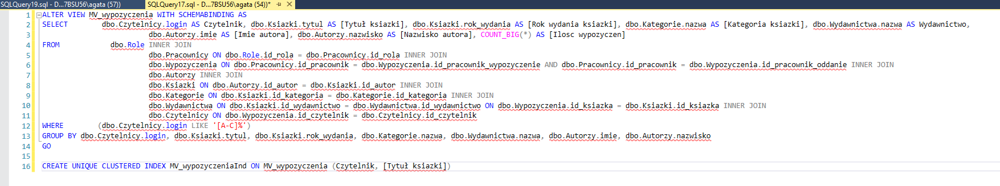 SQLQuery19.sql - D...7BSU56\agata (57)) SQLQuery17.sql - D...7BSU56\agata (54))*
1 ALTER VIEW MV_wypozyczenia WITH SCHEMABINDING AS
2 SELECT dbo.Czytelnicy.login AS Czytelnik, dbo.Ksiazki.tytul AS [Tytuł ksiazki], dbo.Ksiazki.rok_wydania AS [Rok wydania ksiazki], dbo.Kategorie.nazwa AS [Kategoria ksiazki], dbo.Wydawnictwa.nazwa AS Wydawnictwo,
3 dbo.Autorzy.imie AS [Imie autora], dbo.Autorzy.nazwisko AS [Nazwisko autora], COUNT_BIG(*) AS [Ilosc wypozyczen]
4 FROM dbo.Role INNER JOIN
5 dbo.Pracownicy ON dbo.Role.id_rola = dbo.Pracownicy.id_rola INNER JOIN
6 dbo.Wypozyczenia ON dbo.Pracownicy.id_pracownik = dbo.Wypozyczenia.id_pracownik_wypozyczenie AND dbo.Pracownicy.id_pracownik = dbo.Wypozyczenia.id_pracownik_oddanie INNER JOIN
7 dbo.Autorzy INNER JOIN
8 dbo.Ksiazki ON dbo.Autorzy.id_autor = dbo.Ksiazki.id_autor INNER JOIN
9 dbo.Kategorie ON dbo.Ksiazki.id_kategoria = dbo.Kategorie.id_kategoria INNER JOIN
10 dbo.Wydawnictwa ON dbo.Ksiazki.id_wydawnictwo = dbo.Wydawnictwa.id_wydawnictwo ON dbo.Wypozyczenia.id_ksiazka = dbo.Ksiazki.id_ksiazka INNER JOIN
11 dbo.Czytelnicy ON dbo.Wypozyczenia.id_czytelnik = dbo.Czytelnicy.id_czytelnik
12 WHERE (dbo.Czytelnicy.login LIKE '[A-C]%')
13 GROUP BY dbo.Czytelnicy.login, dbo.Ksiazki.tytul, dbo.Ksiazki.rok_wydania, dbo.Kategorie.nazwa, dbo.Wydawnictwa.nazwa, dbo.Autorzy.imie, dbo.Autorzy.nazwisko
14 GO
15
16 CREATE UNIQUE CLUSTERED INDEX MV_wypozyczeniaInd ON MV_wypozyczenia (Czytelnik, [Tytuł ksiazki])